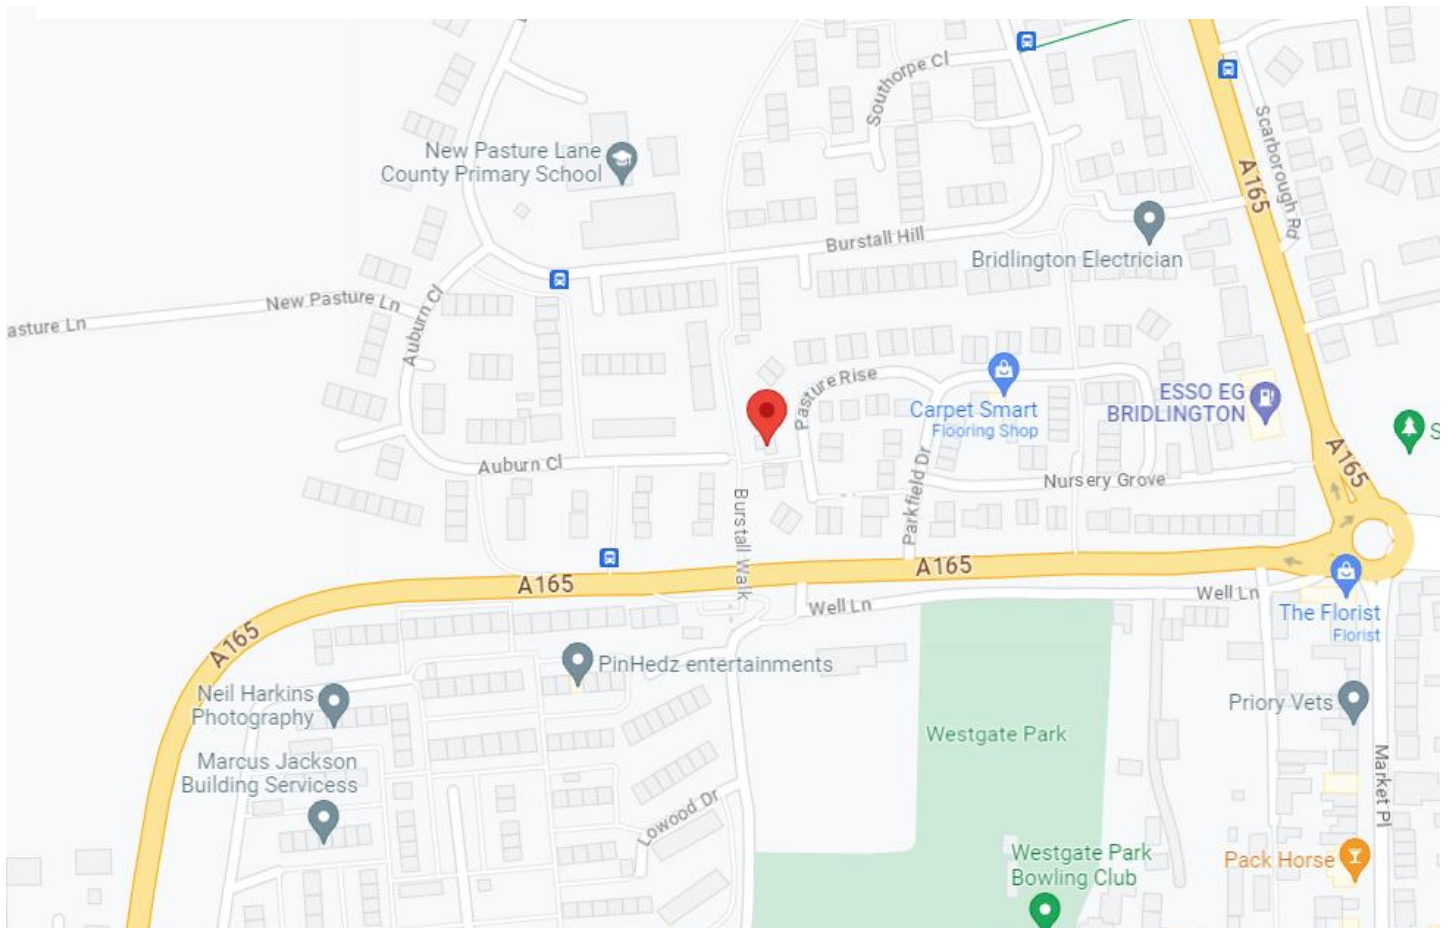 Southorpe Cl
New Pasture Lane
County Primary School
Scarborough Rd
A165
Burstall Hill
Bridlington Electrician
New Pasture Ln
asture Ln
Auburn Cl
Pasture Rise
Carpet Smart
Flooring Shop
ESSO EG
BRIDLINGTON
S
A165
Auburn Cl
Parkfield Dr
Nursery Grove
Burstall Walk
A165
A165
Well Ln
Well Ln
The Florist
Florist
A165
PinHedz entertainments
Neil Harkins
Photography
Priory Vets
Westgate Park
Marcus Jackson
Building Servicess
Market Pl
Lowood Dr
Westgate Park
Bowling Club
Pack Horse